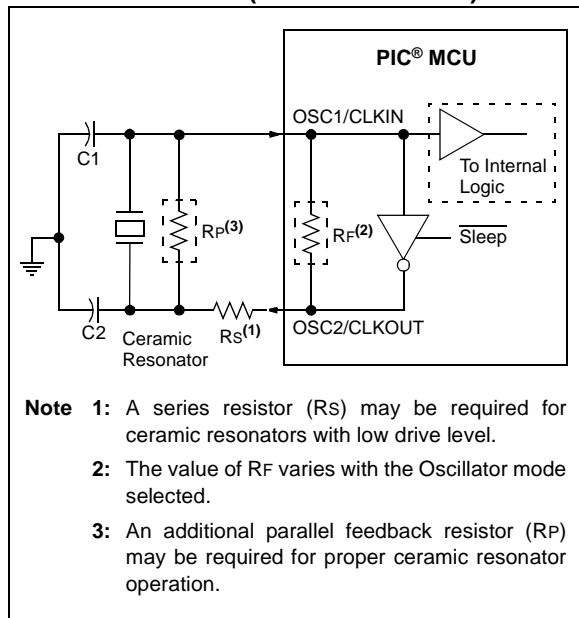 PIC® MCU
OSC1/CLKIN
C1
To Internal
Logic
RP(3)
RF(2)
Sleep
C2
Ceramic
Resonator
RS(1)
OSC2/CLKOUT
Note 1: A series resistor (RS) may be required for
ceramic resonators with low drive level.
2: The value of RF varies with the Oscillator mode
selected.
3: An additional parallel feedback resistor (RP)
may be required for proper ceramic resonator
operation.